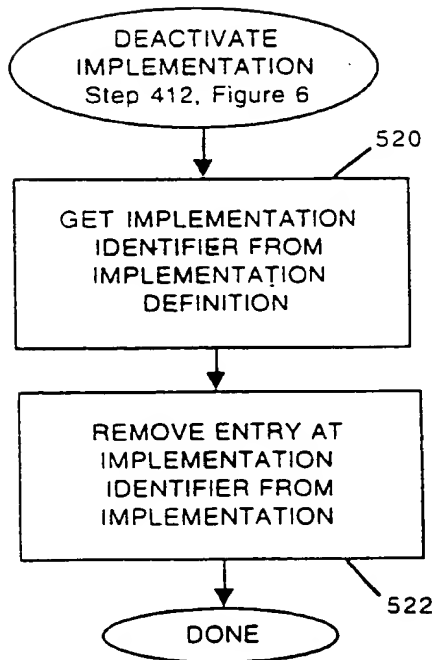 DEACTIVATE
IMPLEMENTATION
Step 412, Figure 6
520
GET IMPLEMENTATION
IDENTIFIER FROM
IMPLEMENTATION
DEFINITION
REMOVE ENTRY AT
IMPLEMENTATION
IDENTIFIER FROM
IMPLEMENTATION
522
DONE